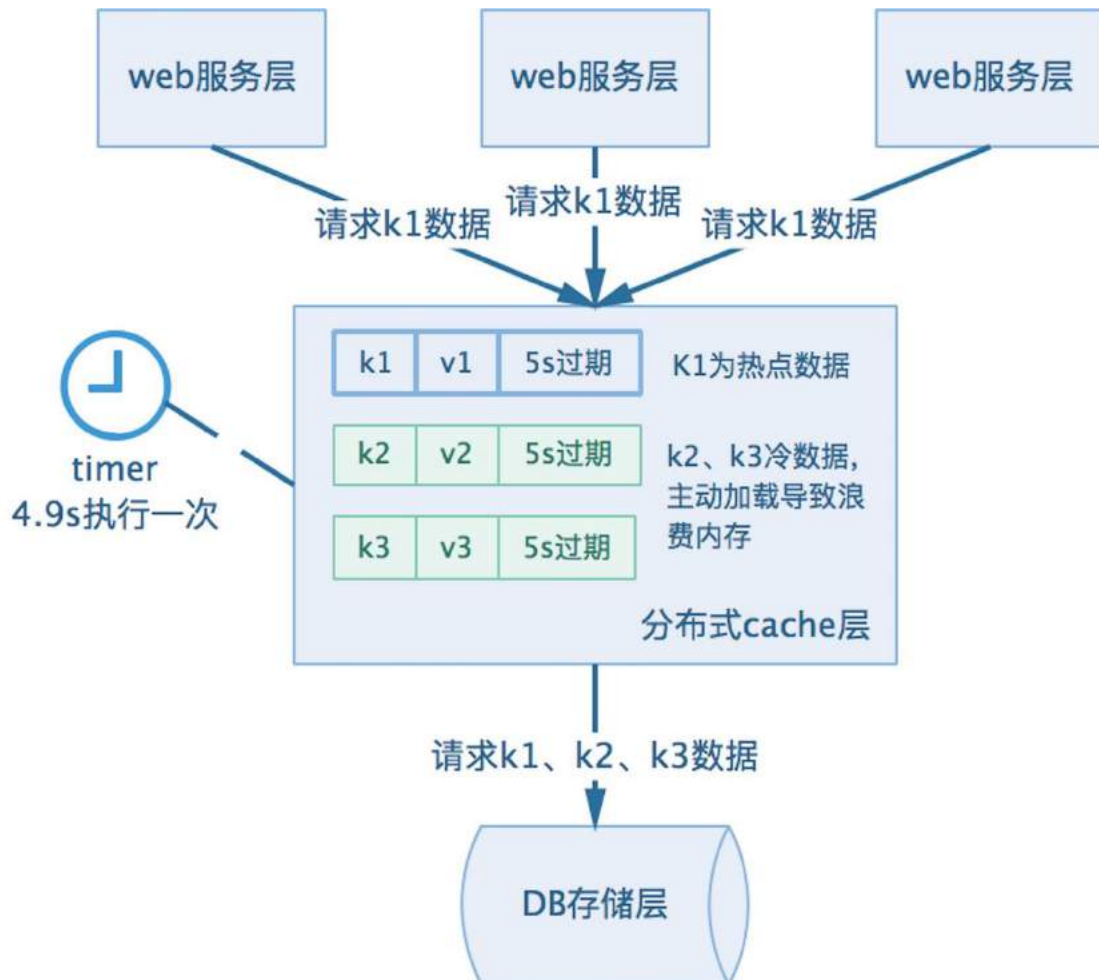 web服务层
web服务层
web服务层
请求k1数据
请求k1数据
请求k1数据
k1 v1 5s过期
K1为热点数据
timer
4.9s执行一次
k2 v2 5s过期
k2、k3冷数据，
主动加载导致浪
费内存
k3 v3 5s过期
分布式cache层
请求k1、k2、k3数据
DB存储层